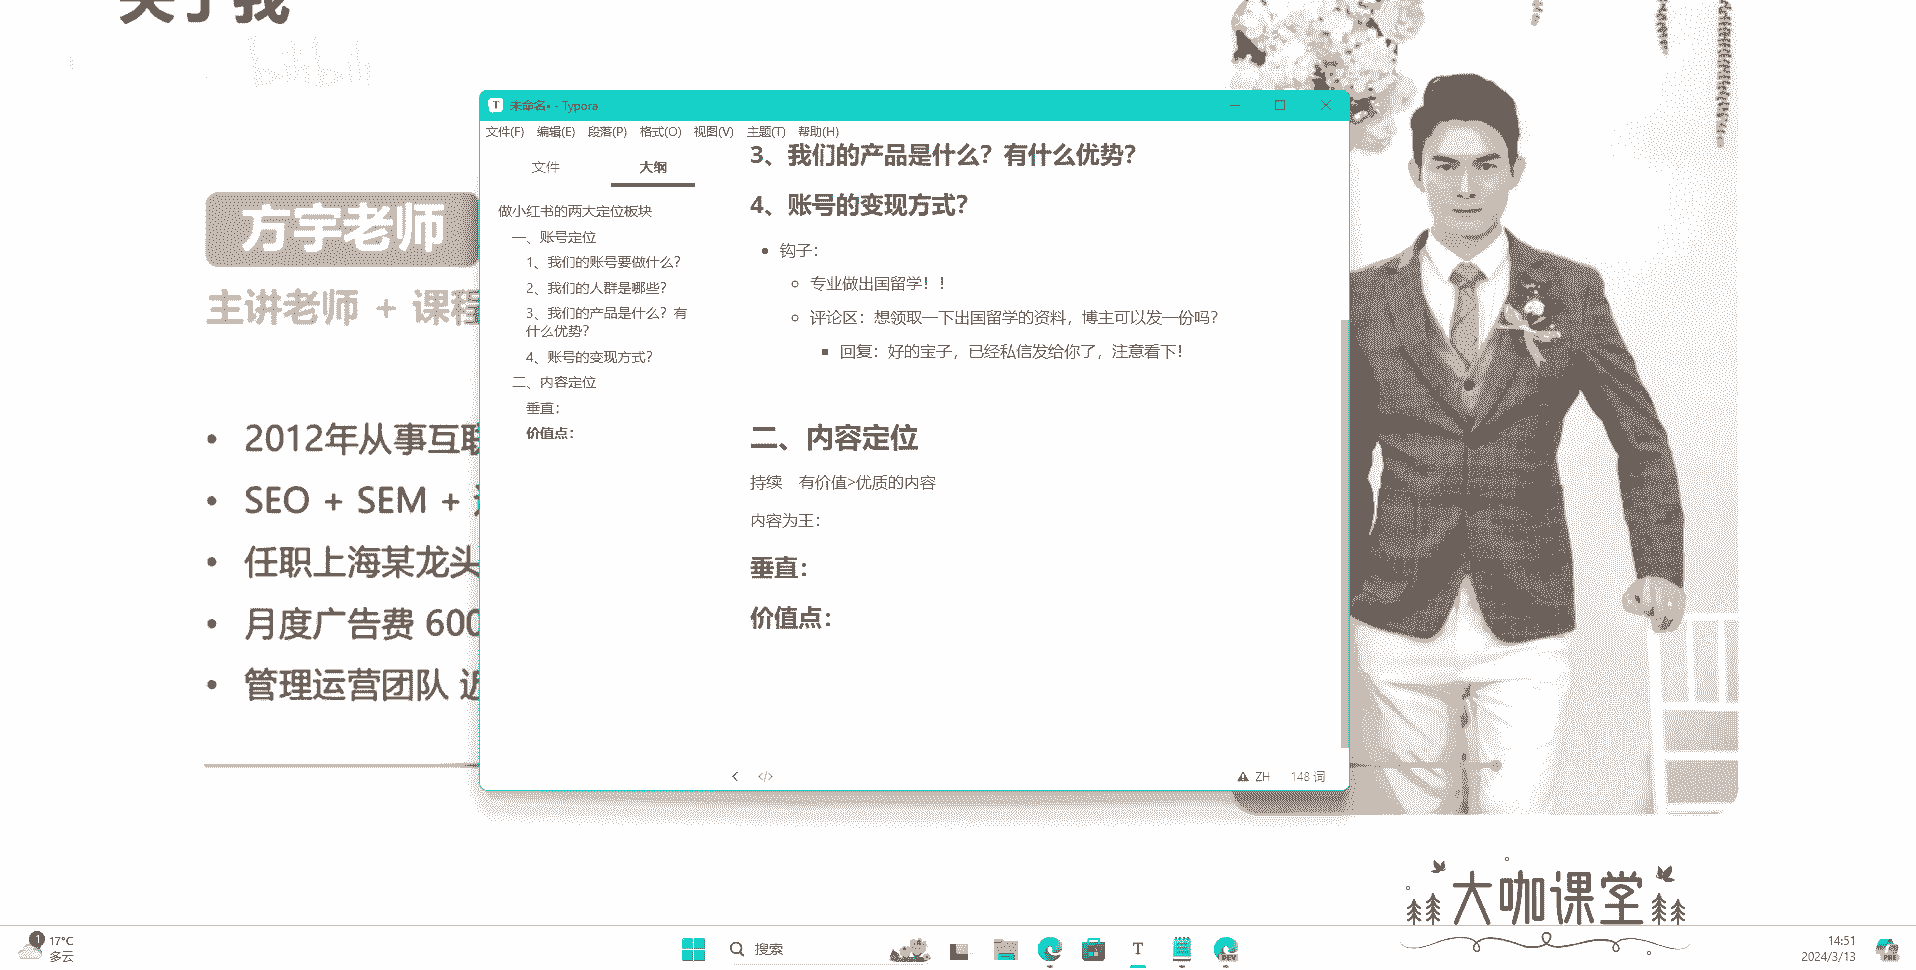 关于我
bilibili
方宇老师
主讲老师 + 课程
2012年从事互联
SEO + SEM +
任职上海某龙头
月度广告费 600
管理运营团队 近
未命名• - Typora
文件(F) 编辑(E) 段落(P) 格式(O) 视图(V) 主题(T) 帮助(H)
文件 大纲
做小红书的两大定位板块
一、账号定位
1、我们的账号要做什么？
2、我们的人群是哪些？
3、我们的产品是什么？有
什么优势？
4、账号的变现方式？
二、内容定位
垂直：
价值点：
3、我们的产品是什么？有什么优势？
4、账号的变现方式？
钩子：
专业做出国留学！！
评论区：想领取一下出国留学的资料，博主可以发一份吗？
回复：好的宝子，已经私信发给你了，注意看下！
二、内容定位
持续 有价值>优质的内容
内容为王：
垂直：
价值点：
</> ZH 148 词
大咖课堂
1 17°C
多云
搜索
T
DEV
14:51
2024/3/13
PRE